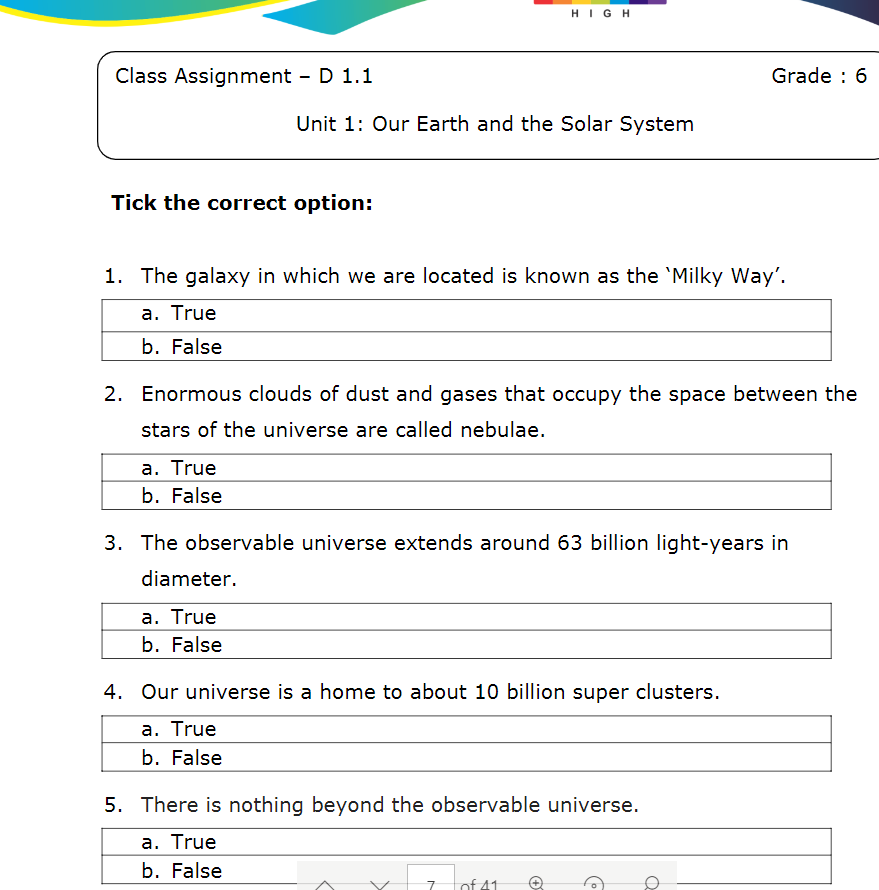 HIGH
Class Assignment – D 1.1 Grade : 6
Unit 1: Our Earth and the Solar System
Tick the correct option:
1. The galaxy in which we are located is known as the ‘Milky Way’.
a. True
b. False
2. Enormous clouds of dust and gases that occupy the space between the
stars of the universe are called nebulae.
a. True
b. False
3. The observable universe extends around 63 billion light-years in
diameter.
a. True
b. False
4. Our universe is a home to about 10 billion super clusters.
a. True
b. False
5. There is nothing beyond the observable universe.
a. True
b. False
7 of 41